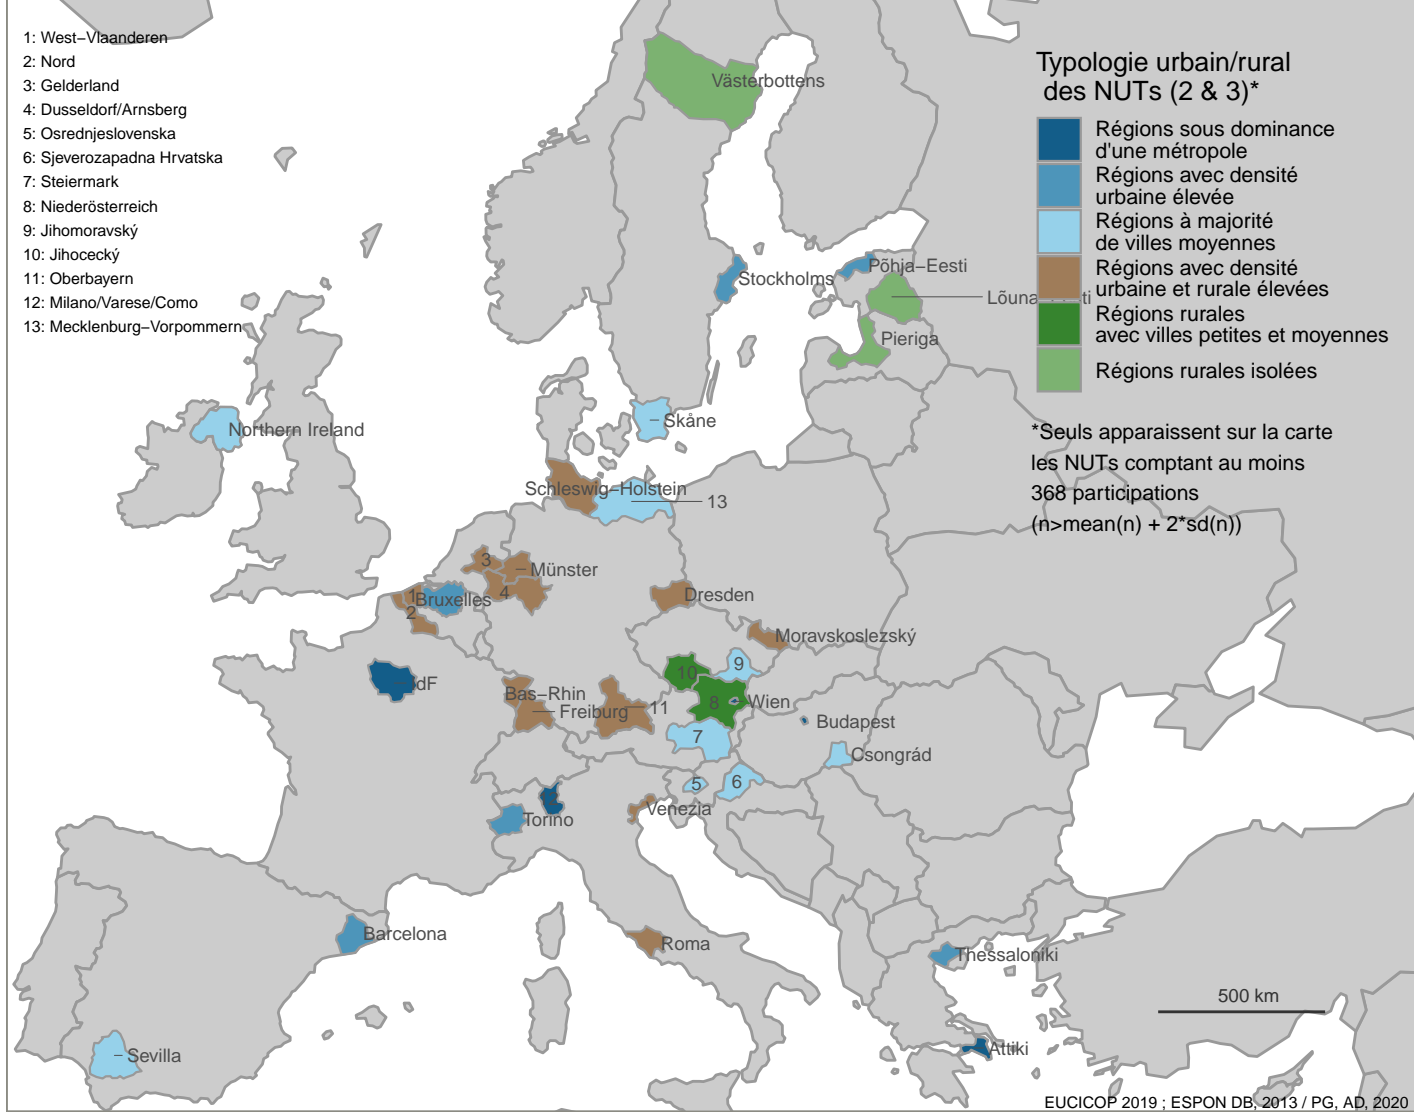 1: West−Vlaanderen
2: Nord
3: Gelderland
4: Dusseldorf/Arnsberg
5: Osrednjeslovenska
6: Sjeverozapadna Hrvatska
7: Steiermark
8: Niederösterreich
9: Jihomoravský
10: Jihocecký
11: Oberbayern
12: Milano/Varese/Como
13: Mecklenburg−Vorpommern
Typologie urbain/rural
des NUTs (2 & 3)*
Régions sous dominance
d'une métropole
Régions avec densité
urbaine élevée
Régions à majorité
de villes moyennes
Régions avec densité
urbaine et rurale élevées
Régions rurales
avec villes petites et moyennes
Régions rurales isolées
*Seuls apparaissent sur la carte
les NUTs comptant au moins
368 participations
(n>mean(n) + 2*sd(n))
Västerbottens
Stockholms
Põhja−Eesti
Pieriga
Skåne
Northern Ireland
Schleswig−Holstein
13
3
Münster
4
1
Bruxelles
2
Dresden
Moravskoslezský
9
10
dF
Bas−Rhin
Freiburg
11
8
Wien
Budapest
7
Csongrád
5
6
Venezia
Torino
Barcelona
Roma
Thessaloniki
Sevilla
Attiki
500 km
EUCICOP 2019 ; ESPON DB, 2013 / PG, AD, 2020